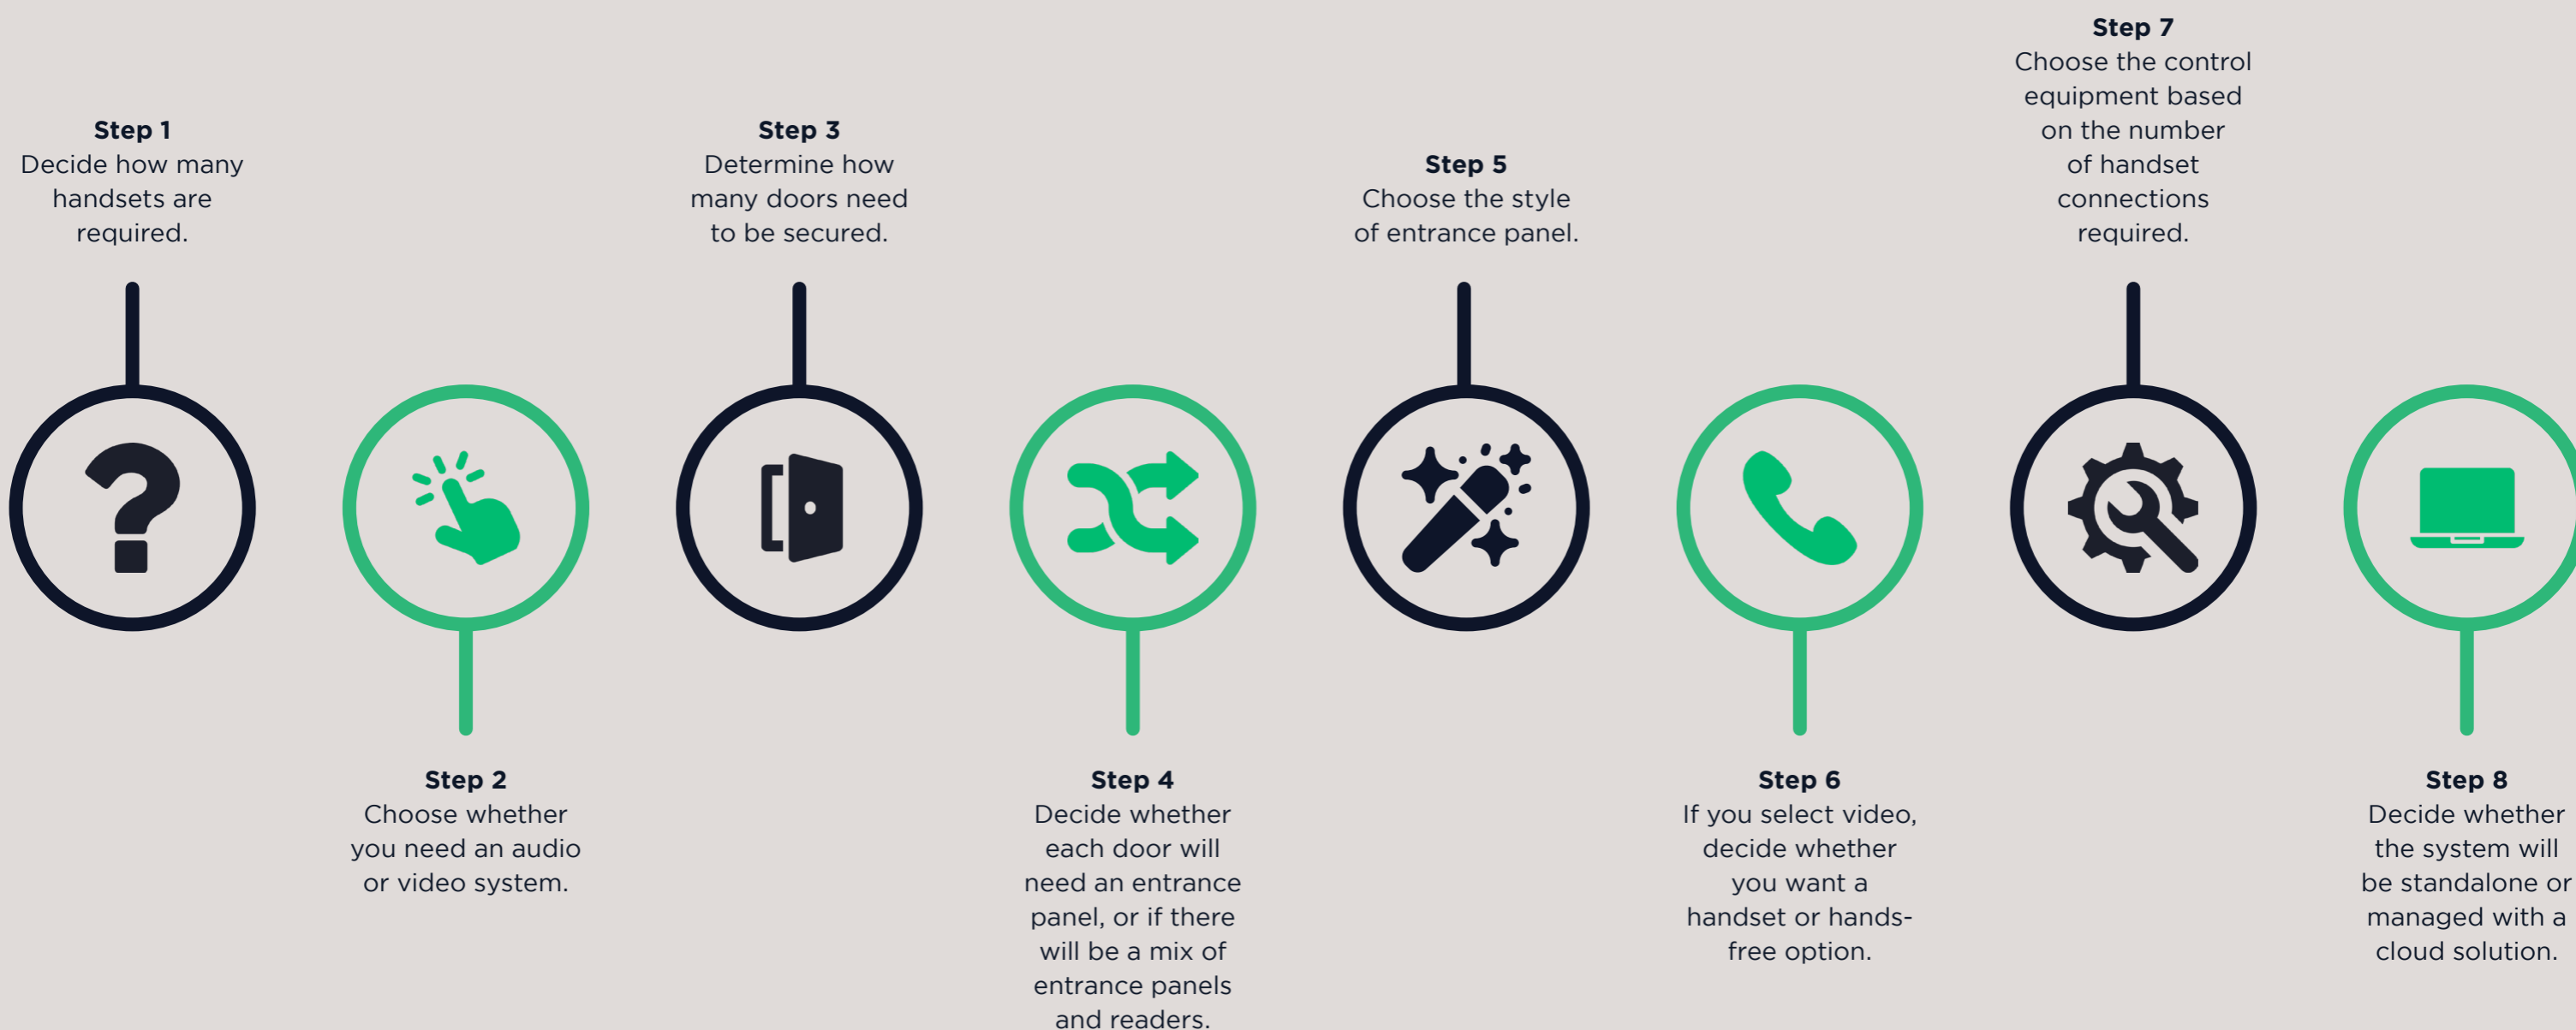 Step 1
Decide how many
handsets are
required.
Step 2
Choose whether
you need an audio
or video system.
Step 3
Determine how
many doors need
to be secured.
Step 4
Decide whether
each door will
need an entrance
panel, or if there
will be a mix of
entrance panels
and readers.
Step 5
Choose the style
of entrance panel.
Step 6
If you select video,
decide whether
you want a
handset or hands-
free option.
Step 7
Choose the control
equipment based
on the number
of handset
connections
required.
Step 8
Decide whether
the system will
be standalone or
managed with a
cloud solution.